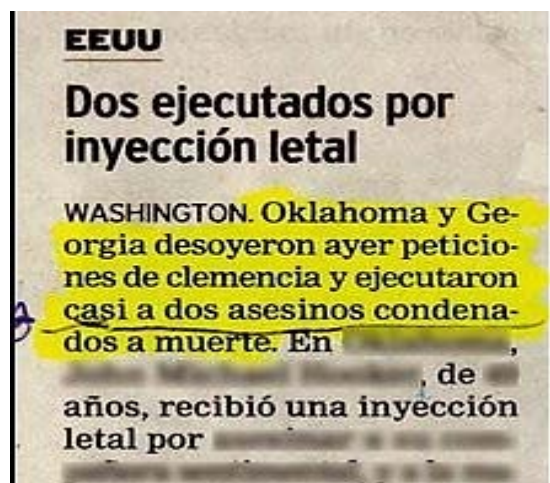 EEUU
Dos ejecutados por
inyección letal
WASHINGTON. Oklahoma y Ge-
orgia desoyeron ayer peticio-
nes de clemencia y ejecutaron
casi a dos asesinos condena-
dos a muerte. En ,
, de
años, recibió una inyección
letal por